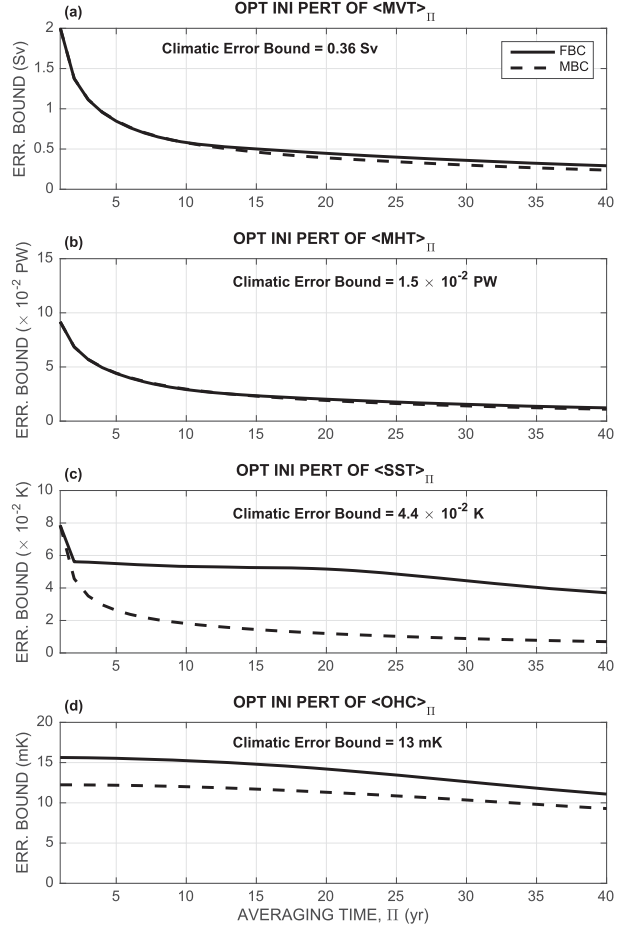 (a)
OPT INI PERT OF <MVT>Π
Climatic Error Bound = 0.36 Sv
FBC
MBC
ERR. BOUND (Sv)
2
1.5
1
0.5
0
5 10 15 20 25 30 35 40
(b)
OPT INI PERT OF <MHT>Π
Climatic Error Bound = 1.5 × 10-2 PW
ERR. BOUND (× 10-2 PW)
15
10
5
0
5 10 15 20 25 30 35 40
(c)
OPT INI PERT OF <SST>Π
Climatic Error Bound = 4.4 × 10-2 K
ERR. BOUND (× 10-2 K)
10
8
6
4
2
0
5 10 15 20 25 30 35 40
(d)
OPT INI PERT OF <OHC>Π
Climatic Error Bound = 13 mK
ERR. BOUND (mK)
20
15
10
5
0
5 10 15 20 25 30 35 40
AVERAGING TIME, Π (yr)